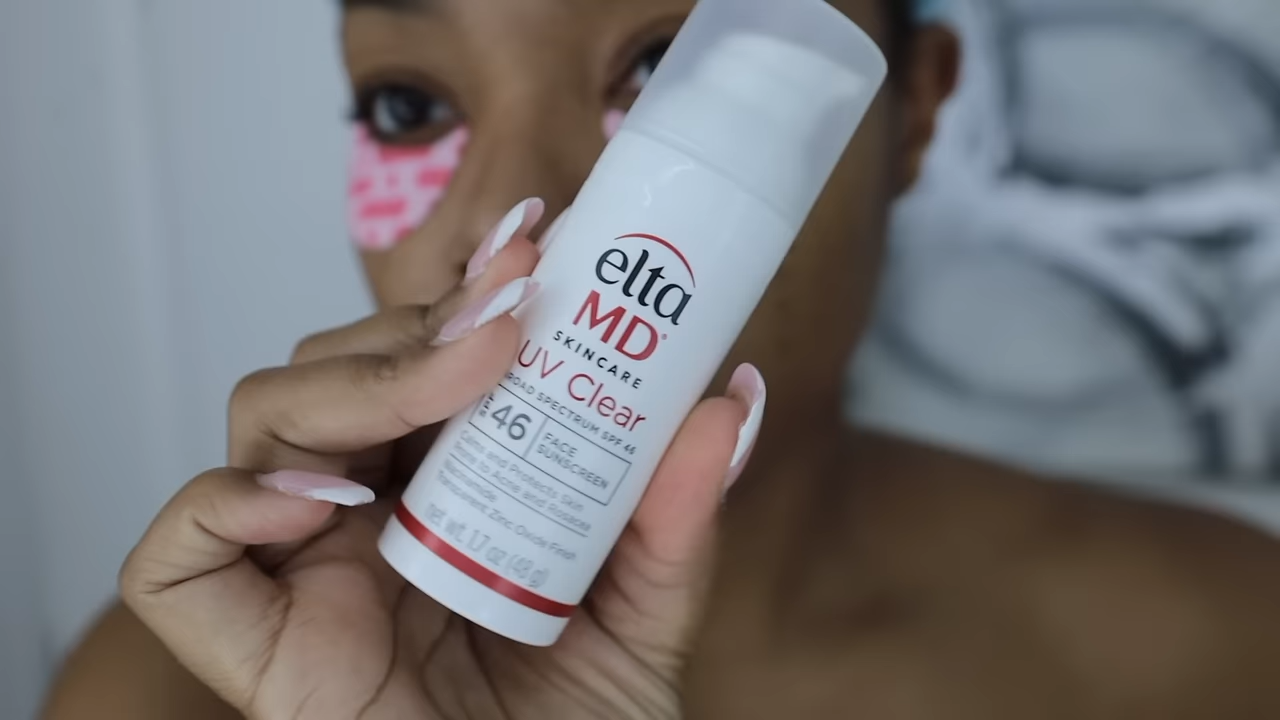 elta
MD®
SKINCARE
UV Clear
BROAD SPECTRUM SPF 46
46
FACE
SUNSCREEN
Calms and Protects Skin
Prone to Acne and Rosacea
Niacinamide
Transparent Zinc Oxide Finish
net wt. 1.7 oz (48 g)